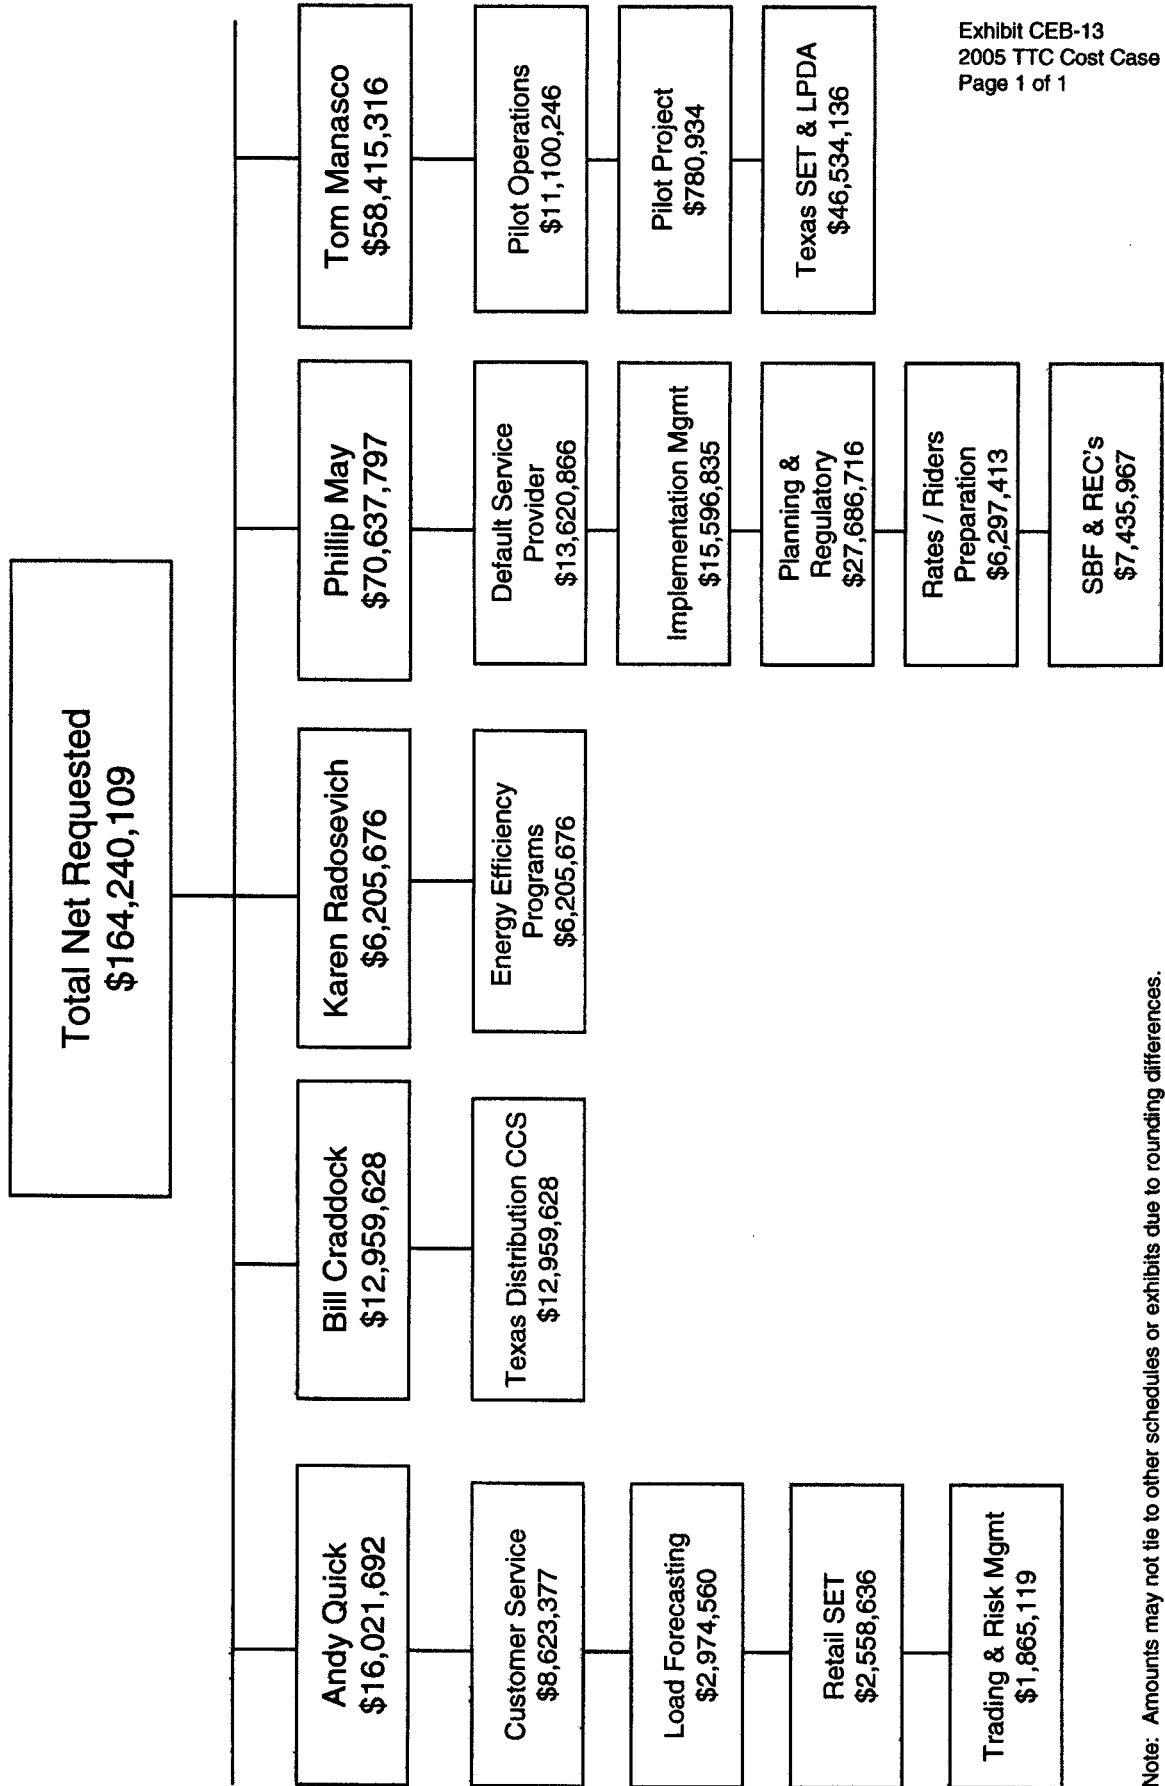 Exhibit CEB-13
2005 TTC Cost Case
Page 1 of 1
Total Net Requested
$164,240,109
Andy Quick
$16,021,692
Customer Service
$8,623,377
Load Forecasting
$2,974,560
Retail SET
$2,558,636
Trading & Risk Mgmt
$1,865,119
Bill Craddock
$12,959,628
Texas Distribution CCS
$12,959,628
Karen Radosevich
$6,205,676
Energy Efficiency
Programs
$6,205,676
Phillip May
$70,637,797
Default Service
Provider
$13,620,866
Implementation Mgmt
$15,596,835
Planning &
Regulatory
$27,686,716
Rates / Riders
Preparation
$6,297,413
SBF & REC's
$7,435,967
Tom Manasco
$58,415,316
Pilot Operations
$11,100,246
Pilot Project
$780,934
Texas SET & LPDA
$46,534,136
Note: Amounts may not tie to other schedules or exhibits due to rounding differences.